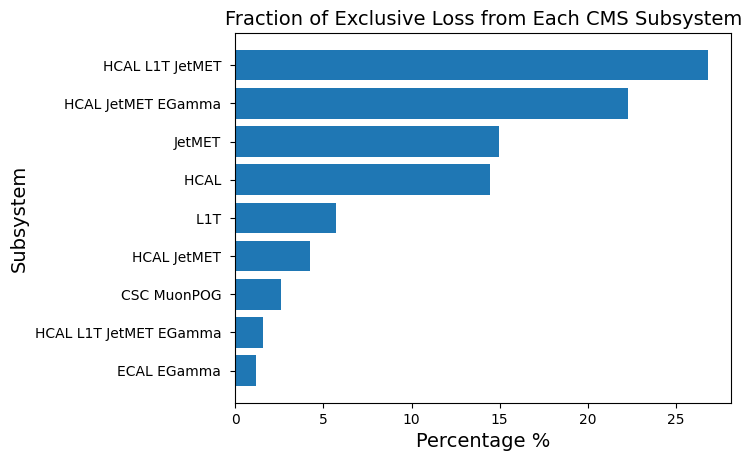 Fraction of Exclusive Loss from Each CMS Subsystem
HCAL L1T JetMET
HCAL JetMET EGamma
JetMET
HCAL
L1T
HCAL JetMET
CSC MuonPOG
HCAL L1T JetMET EGamma
ECAL EGamma
Subsystem
0 5 10 15 20 25
Percentage %